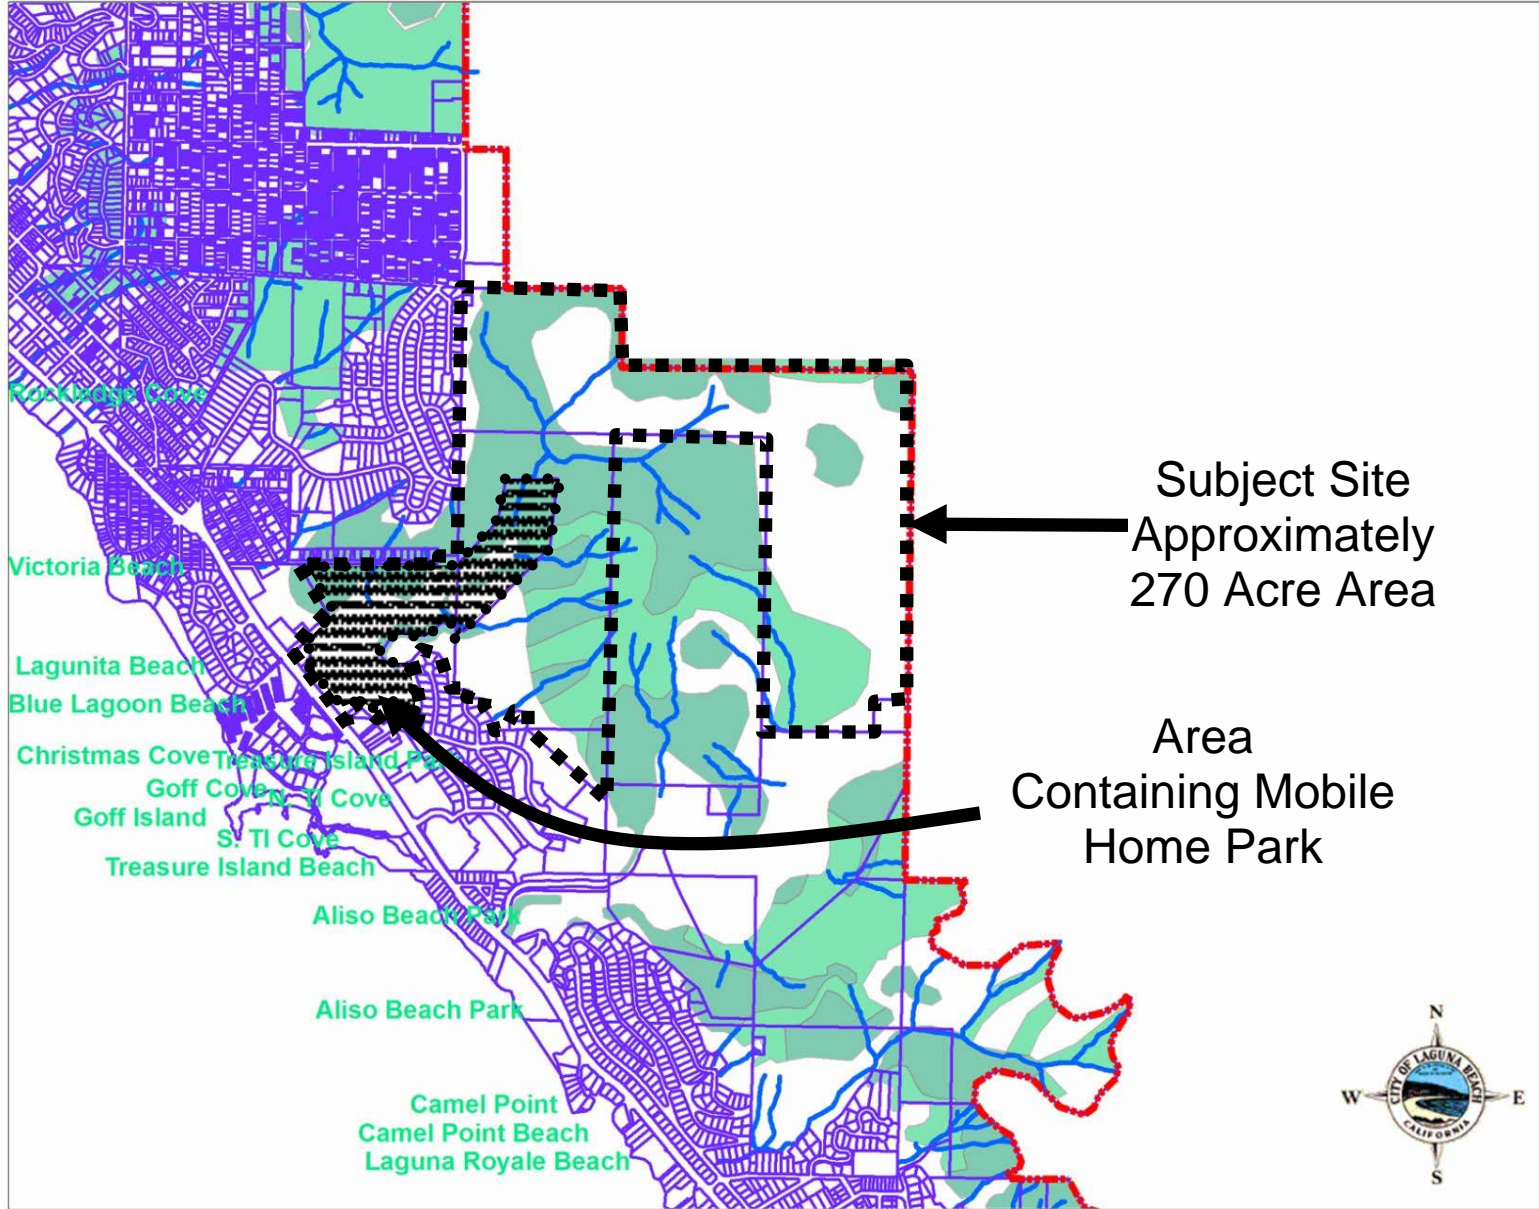 Rockledge Cove
Subject Site
Approximately
270 Acre Area
Victoria Beach
Lagunita Beach
Blue Lagoon Beach
Area
Containing Mobile
Home Park
Christmas Cove
Treasure Island Pa
Goff Cove
N. TI Cove
Goff Island
S. TI Cove
Treasure Island Beach
Aliso Beach Park
Aliso Beach Park
Camel Point
Camel Point Beach
Laguna Royale Beach
N
W
E
S
CITY OF LAGUNA BEACH
CALIFORNIA